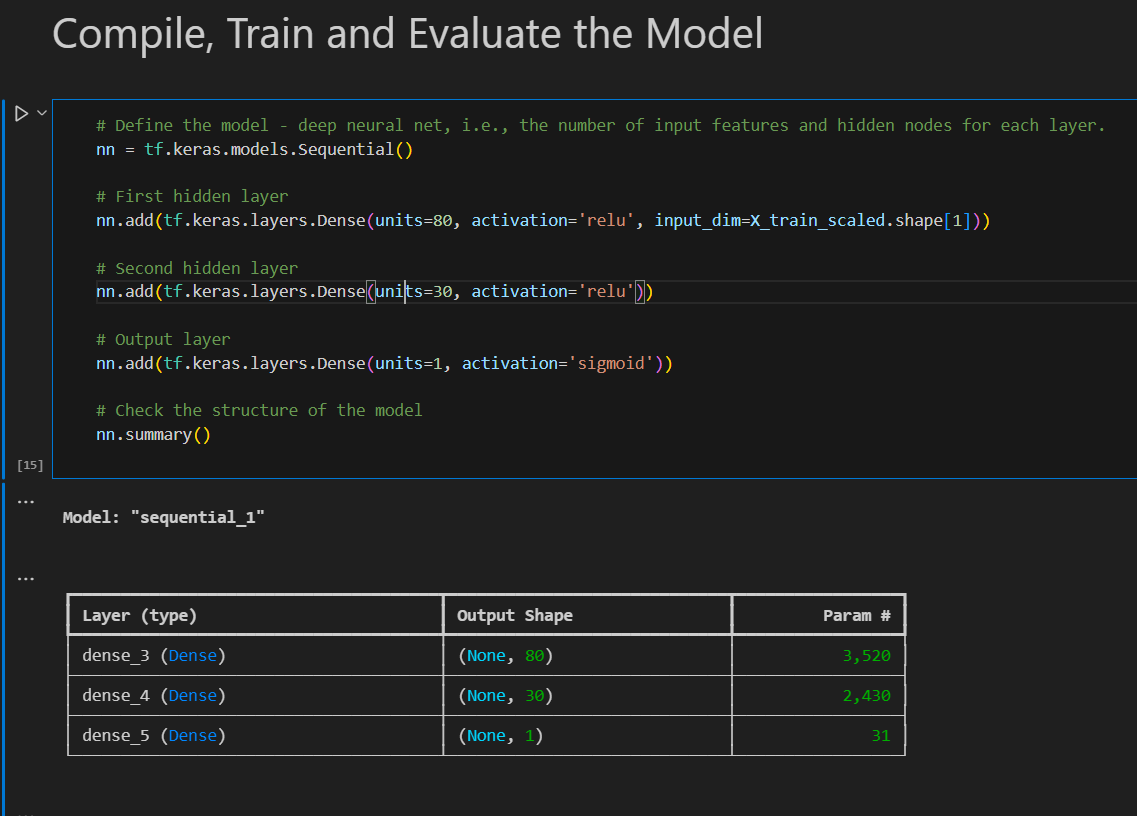 Compile, Train and Evaluate the Model
# Define the model - deep neural net, i.e., the number of input features and hidden nodes for each layer.
nn = tf.keras.models.Sequential()
# First hidden layer
nn.add(tf.keras.layers.Dense(units=80, activation='relu', input_dim=X_train_scaled.shape[1]))
# Second hidden layer
nn.add(tf.keras.layers.Dense(units=30, activation='relu'))
# Output layer
nn.add(tf.keras.layers.Dense(units=1, activation='sigmoid'))
# Check the structure of the model
nn.summary()
[15]
...
Model: "sequential_1"
...
Layer (type) Output Shape Param #
dense_3 (Dense) (None, 80) 3,520
dense_4 (Dense) (None, 30) 2,430
dense_5 (Dense) (None, 1) 31